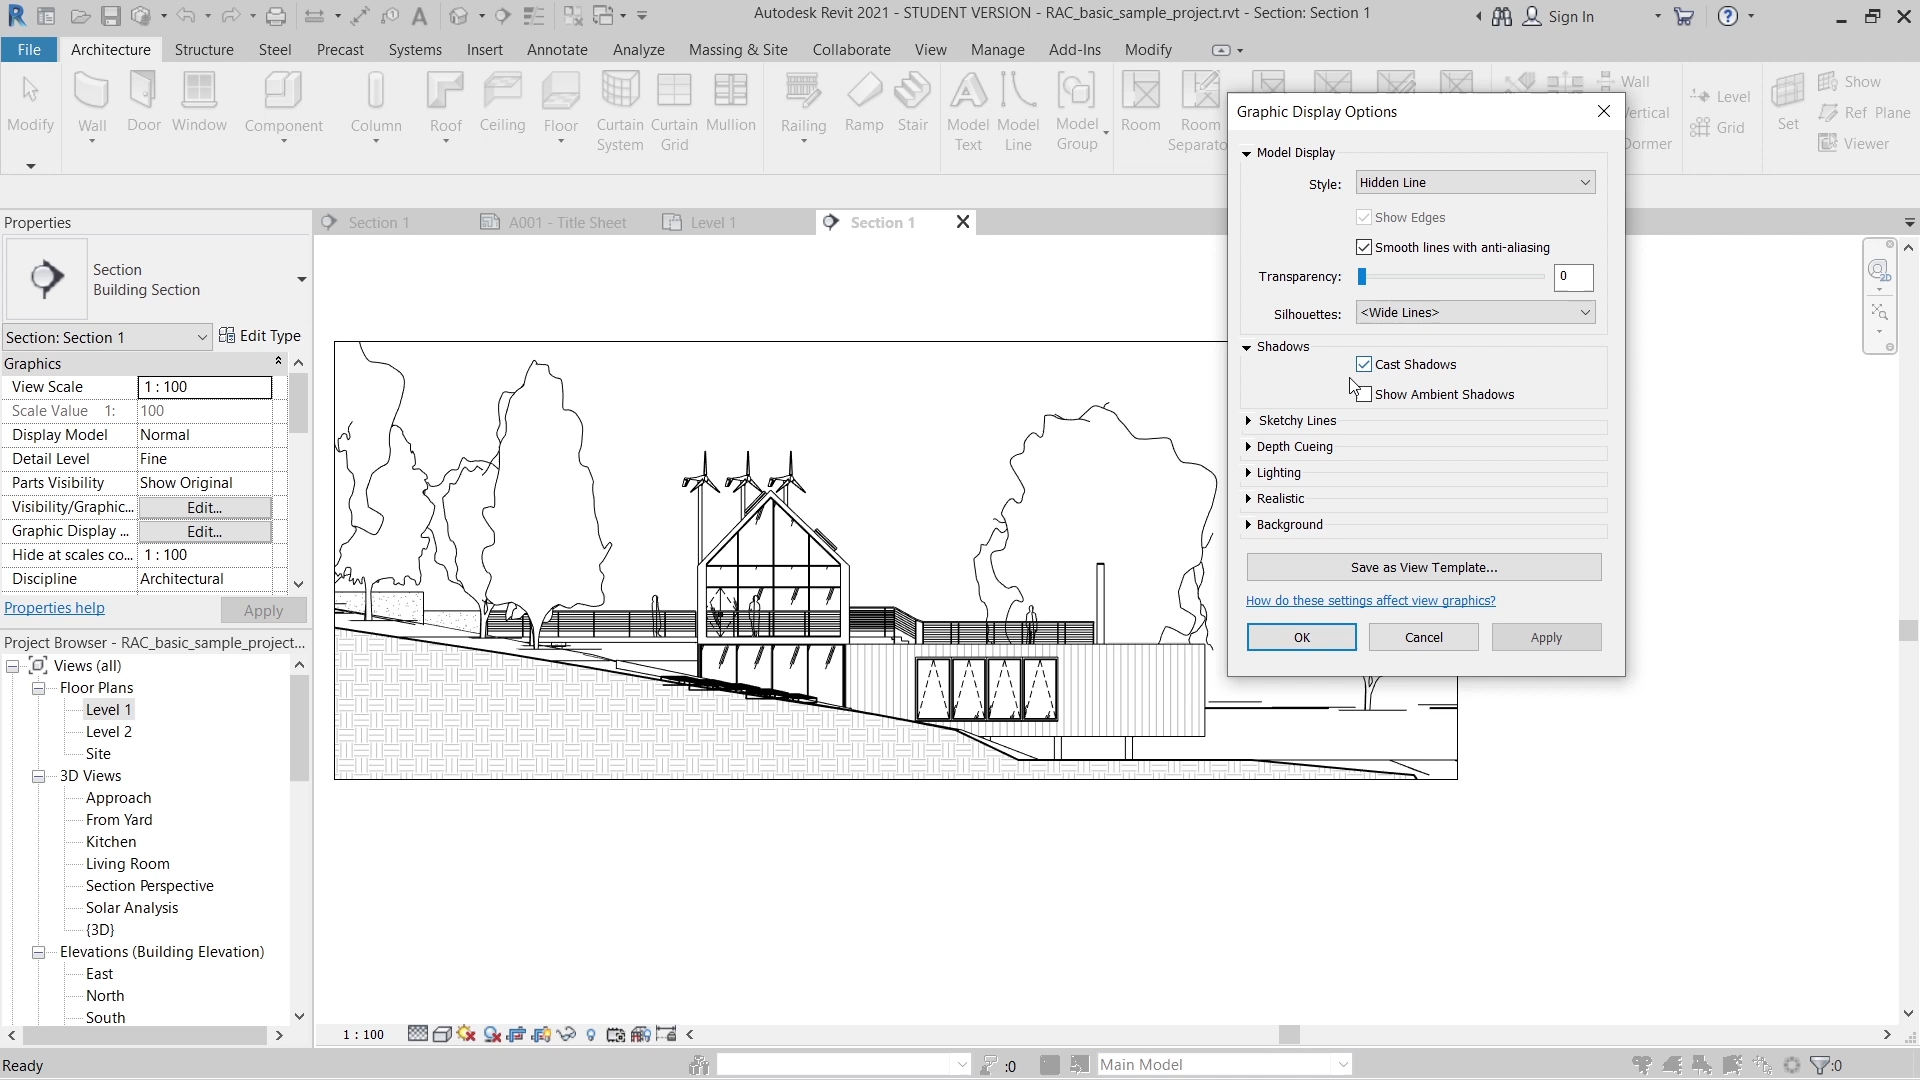 Autodesk Revit 2021 - STUDENT VERSION - RAC_basic_sample_project.rvt - Section: Section 1
Sign In
File Architecture Structure Steel Precast Systems Insert Annotate Analyze Massing & Site Collaborate View Manage Add-Ins Modify
Modify Wall Door Window Component Column Roof Ceiling Floor Curtain System Curtain Grid Mullion Railing Ramp Stair Model Text Model Line Model Group Room Room Separato
Wall
Vertical
Dormer
Level
Grid
Set
Show
Ref Plane
Viewer
Properties
Section 1
A001 - Title Sheet
Level 1
Section 1
Section
Building Section
Section: Section 1
Edit Type
Graphics
View Scale 1 : 100
Scale Value 1: 100
Display Model Normal
Detail Level Fine
Parts Visibility Show Original
Visibility/Graphic... Edit...
Graphic Display ... Edit...
Hide at scales co... 1 : 100
Discipline Architectural
Properties help
Apply
Project Browser - RAC_basic_sample_project...
Views (all)
Floor Plans
Level 1
Level 2
Site
3D Views
Approach
From Yard
Kitchen
Living Room
Section Perspective
Solar Analysis
{3D}
Elevations (Building Elevation)
East
North
South
Graphic Display Options
Model Display
Style: Hidden Line
Show Edges
Smooth lines with anti-aliasing
Transparency: 0
Silhouettes: <Wide Lines>
Shadows
Cast Shadows
Show Ambient Shadows
Sketchy Lines
Depth Cueing
Lighting
Realistic
Background
Save as View Template...
How do these settings affect view graphics?
OK Cancel Apply
2D
1 : 100
Ready
:0
Main Model
:0